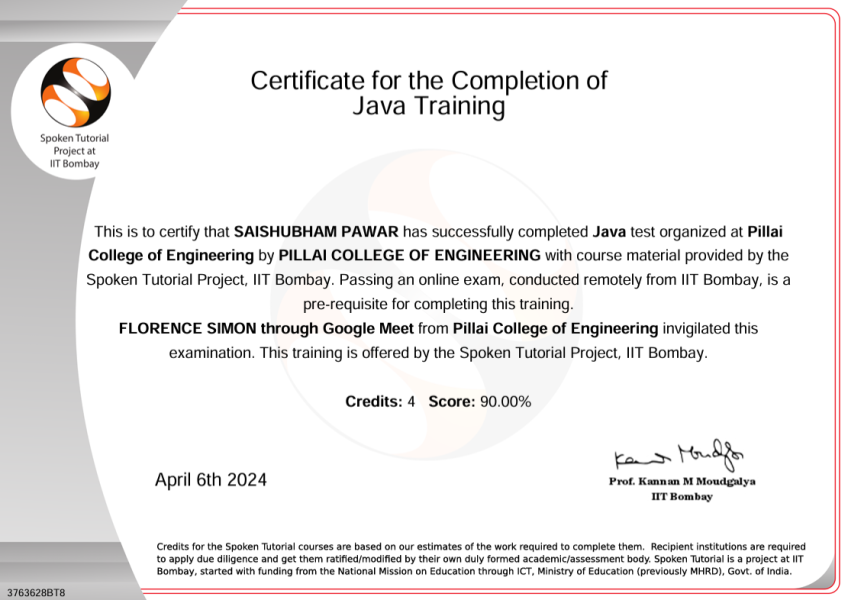 Certificate for the Completion of
Java Training
Spoken Tutorial
Project at
IIT Bombay
This is to certify that SAISHUBHAM PAWAR has successfully completed Java test organized at Pillai
College of Engineering by PILLAI COLLEGE OF ENGINEERING with course material provided by the
Spoken Tutorial Project, IIT Bombay. Passing an online exam, conducted remotely from IIT Bombay, is a
pre-requisite for completing this training.
FLORENCE SIMON through Google Meet from Pillai College of Engineering invigilated this
examination. This training is offered by the Spoken Tutorial Project, IIT Bombay.
Credits: 4 Score: 90.00%
April 6th 2024
Prof. Kannan M Moudgalya
IIT Bombay
Credits for the Spoken Tutorial courses are based on our estimates of the work required to complete them. Recipient institutions are required
to apply due diligence and get them ratified/modified by their own duly formed academic/assessment body. Spoken Tutorial is a project at IIT
Bombay, started with funding from the National Mission on Education through ICT, Ministry of Education (previously MHRD), Govt. of India.
3763628BT8